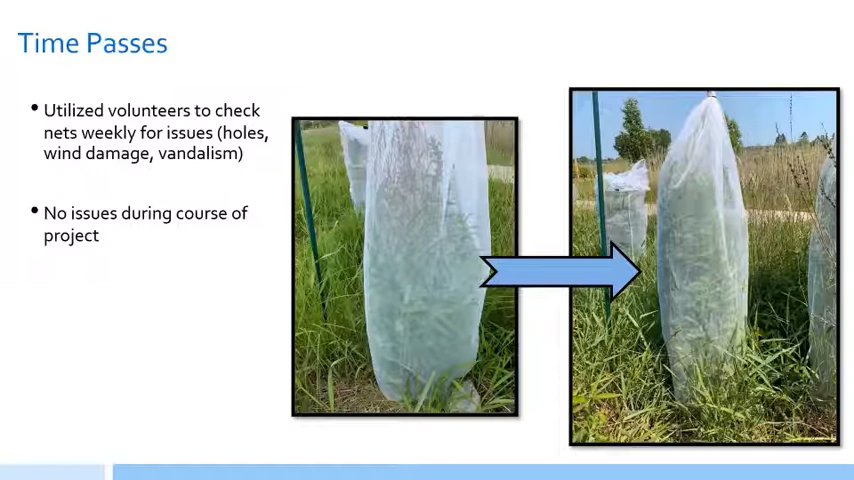 Time Passes
• Utilized volunteers to check
nets weekly for issues (holes,
wind damage, vandalism)
• No issues during course of
project